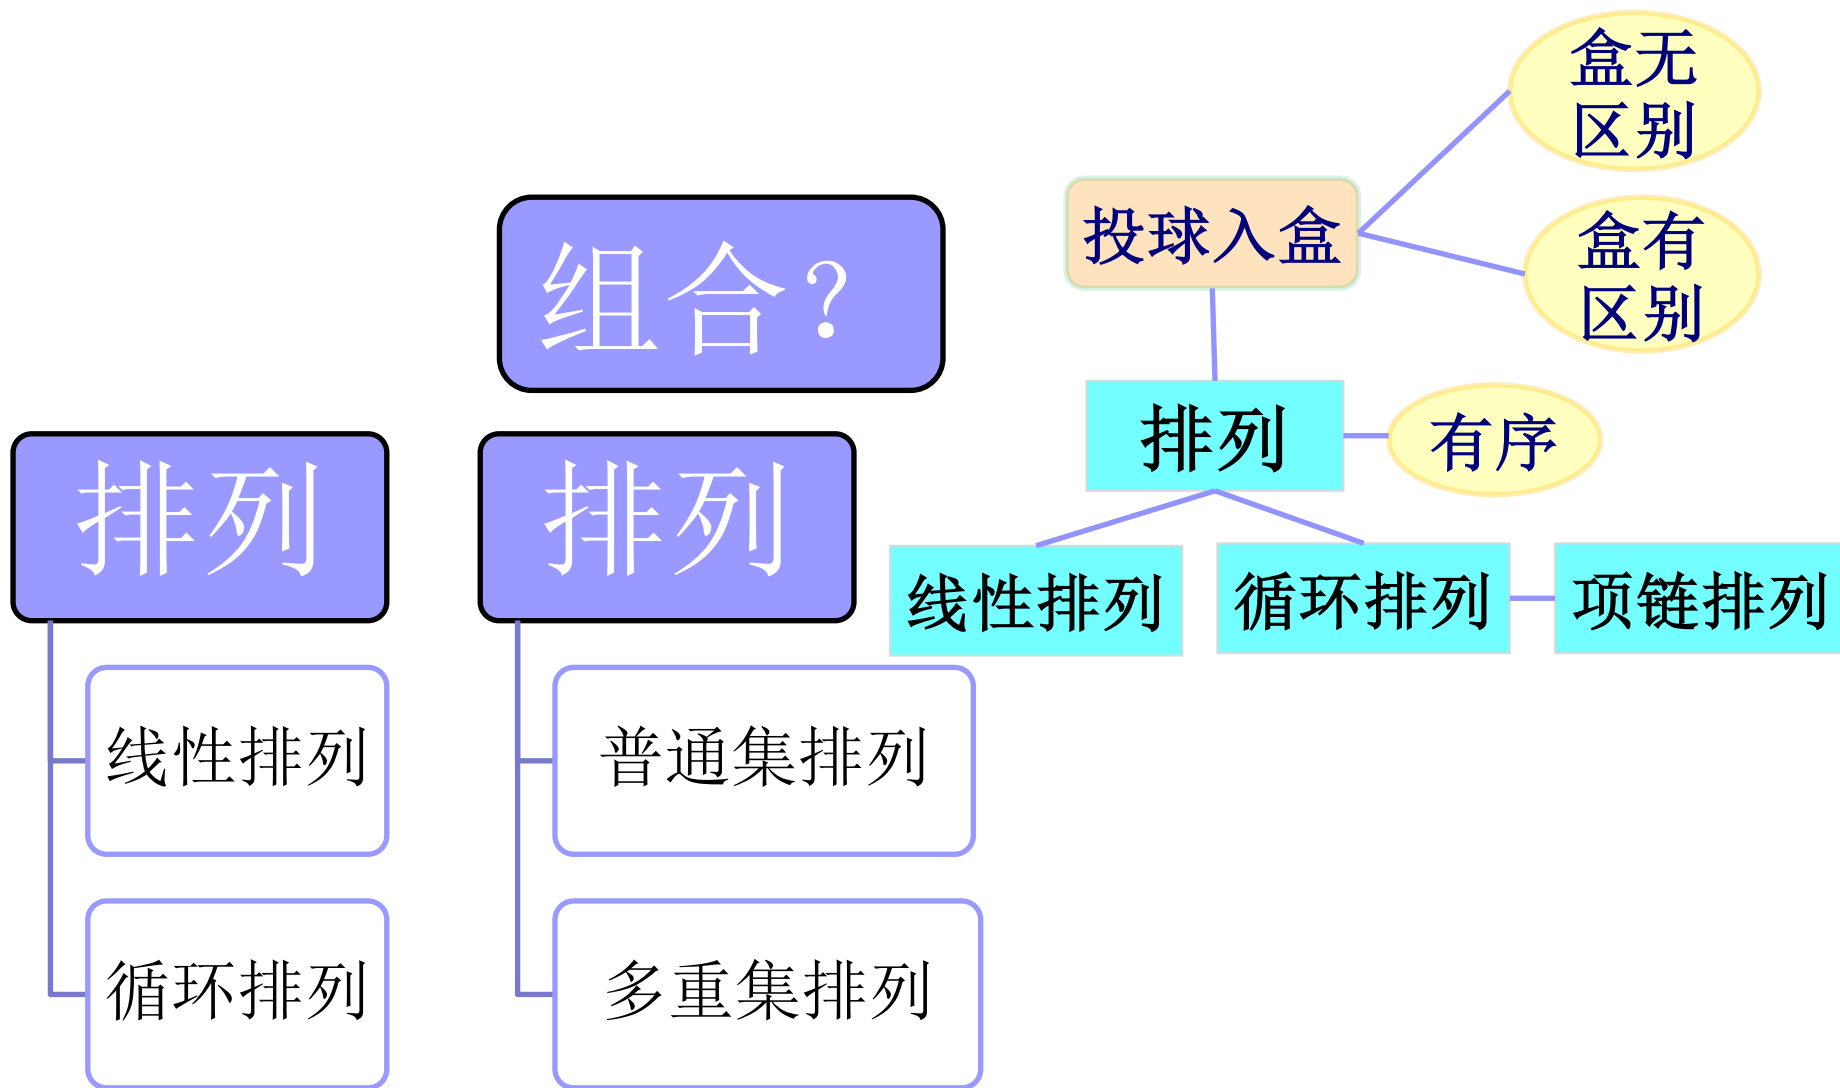 盒无
区别
投球入盒
盒有
区别
组合？
排列
有序
排列
排列
线性排列
循环排列
项链排列
线性排列
普通集排列
循环排列
多重集排列